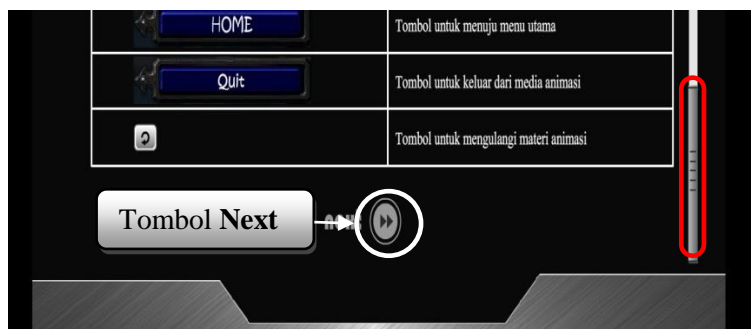 HOME Tombol untuk menuju menu utama
Quit Tombol untuk keluar dari media animasi
Tombol untuk mengulangi materi animasi
Tombol Next